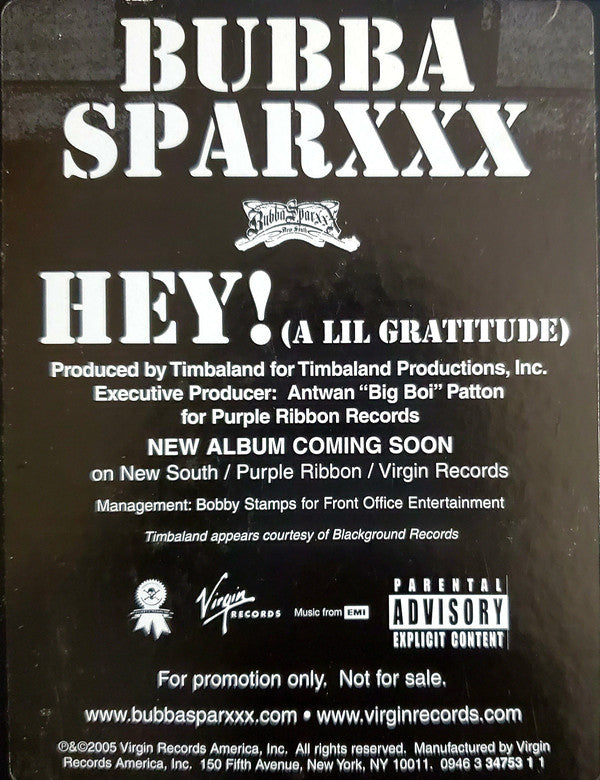 BUBBA
SPARXXX
Bubba Sparxxx
New South
HEY! (A LIL GRATITUDE)
Produced by Timbaland for Timbaland Productions, Inc.
Executive Producer: Antwan “Big Boi” Patton
for Purple Ribbon Records
NEW ALBUM COMING SOON
on New South / Purple Ribbon / Virgin Records
Management: Bobby Stamps for Front Office Entertainment
Timbaland appears courtesy of Blackground Records
Virgin RECORDS
Music from EMI
PARENTAL
ADVISORY
EXPLICIT CONTENT
For promotion only. Not for sale.
www.bubbasparxxx.com • www.virginrecords.com
℗&©2005 Virgin Records America, Inc. All rights reserved. Manufactured by Virgin
Records America, Inc. 150 Fifth Avenue, New York, NY 10011. 0946 3 34753 1 1